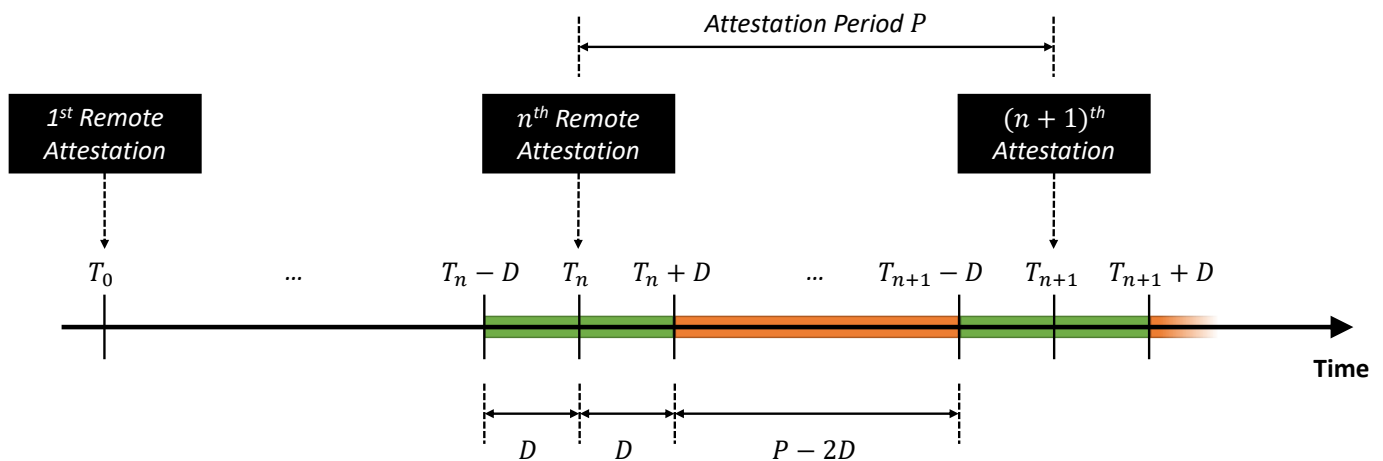 Attestation Period P
1st Remote
Attestation
nth Remote
Attestation
(n + 1)th
Attestation
T0 ... Tn − D Tn Tn + D ... Tn+1 − D Tn+1 Tn+1 + D
Time
D D P − 2D